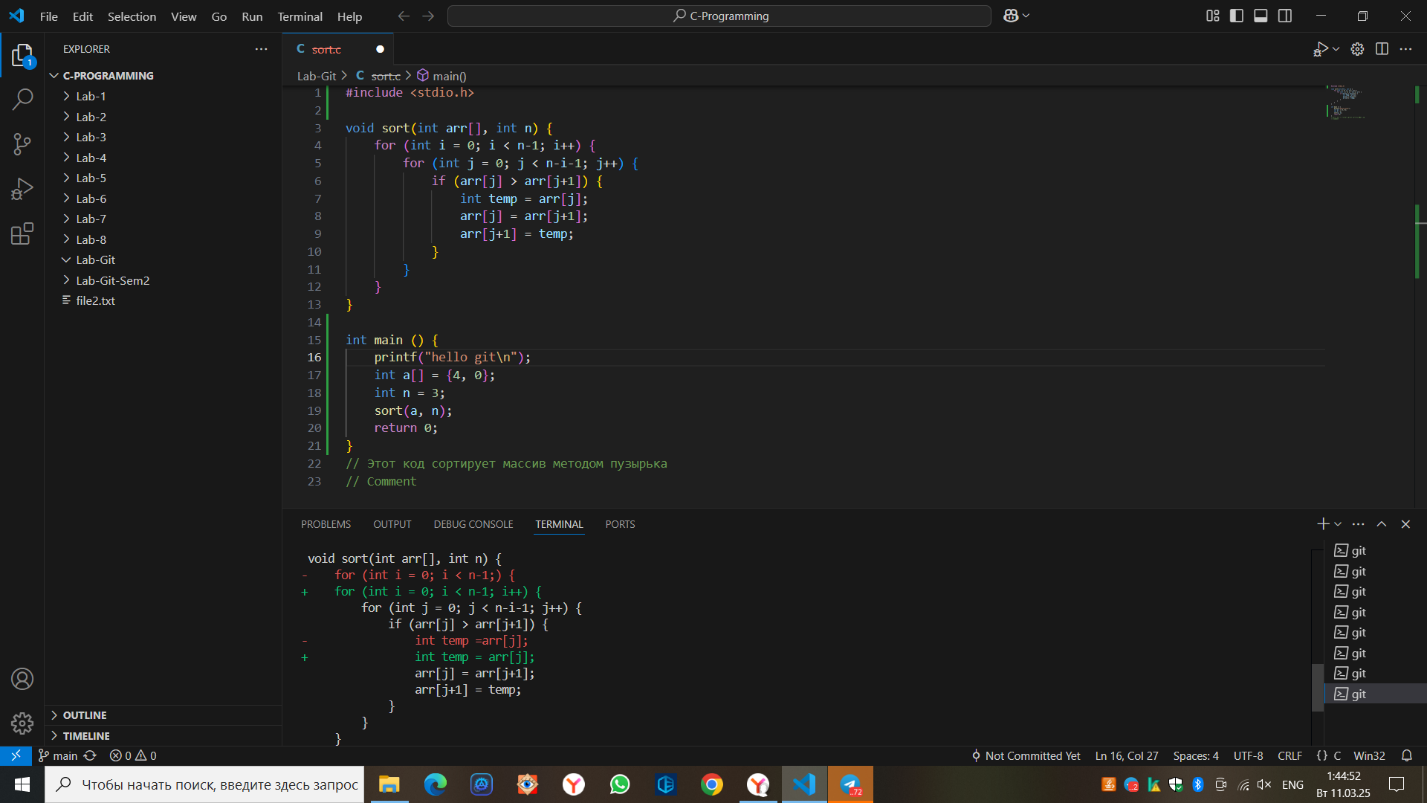 File Edit Selection View Go Run Terminal Help C-Programming
EXPLORER
1
C-PROGRAMMING
Lab-1
Lab-2
Lab-3
Lab-4
Lab-5
Lab-6
Lab-7
Lab-8
Lab-Git
Lab-Git-Sem2
file2.txt
OUTLINE
TIMELINE
C sort.c
Lab-Git > C sort.c > main()
1 #include <stdio.h>
2
3 void sort(int arr[], int n) {
4 for (int i = 0; i < n-1; i++) {
5 for (int j = 0; j < n-i-1; j++) {
6 if (arr[j] > arr[j+1]) {
7 int temp = arr[j];
8 arr[j] = arr[j+1];
9 arr[j+1] = temp;
10 }
11 }
12 }
13 }
14
15 int main () {
16 printf("hello git\n");
17 int a[] = {4, 0};
18 int n = 3;
19 sort(a, n);
20 return 0;
21 }
22 // Этот код сортирует массив методом пузырька
23 // Comment
PROBLEMS OUTPUT DEBUG CONSOLE TERMINAL PORTS
void sort(int arr[], int n) {
- for (int i = 0; i < n-1;) {
+ for (int i = 0; i < n-1; i++) {
for (int j = 0; j < n-i-1; j++) {
if (arr[j] > arr[j+1]) {
- int temp =arr[j];
+ int temp = arr[j];
arr[j] = arr[j+1];
arr[j+1] = temp;
}
}
}
git
git
git
git
git
git
git
git
main 0 0 Not Committed Yet Ln 16, Col 27 Spaces: 4 UTF-8 CRLF {} C Win32
Чтобы начать поиск, введите здесь запрос
ENG
1:44:52
Вт 11.03.25